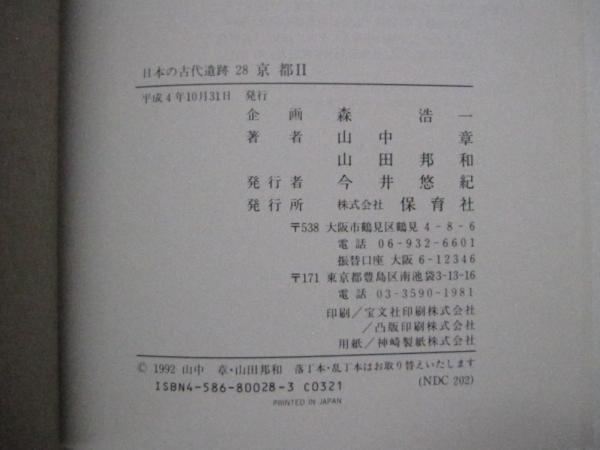 日本の古代遺跡 28 京 都II
平成4年10月31日 発行
企 画 森 浩 一
著 者 山 中 章
山 田 邦 和
発行者 今 井 悠 紀
発行所 株式会社 保 育 社
〒538 大阪市鶴見区鶴見 4-8-6
電 話 06-932-6601
振替口座 大阪 6-12346
〒171 東京都豊島区南池袋3-13-16
電 話 03-3590-1981
印刷/宝文社印刷株式会社
/凸版印刷株式会社
用紙/神崎製紙株式会社
© 1992 山中 章・山田邦和 落丁本・乱丁本はお取り替えいたします
ISBN4-586-80028-3 C0321 (NDC 202)
PRINTED IN JAPAN